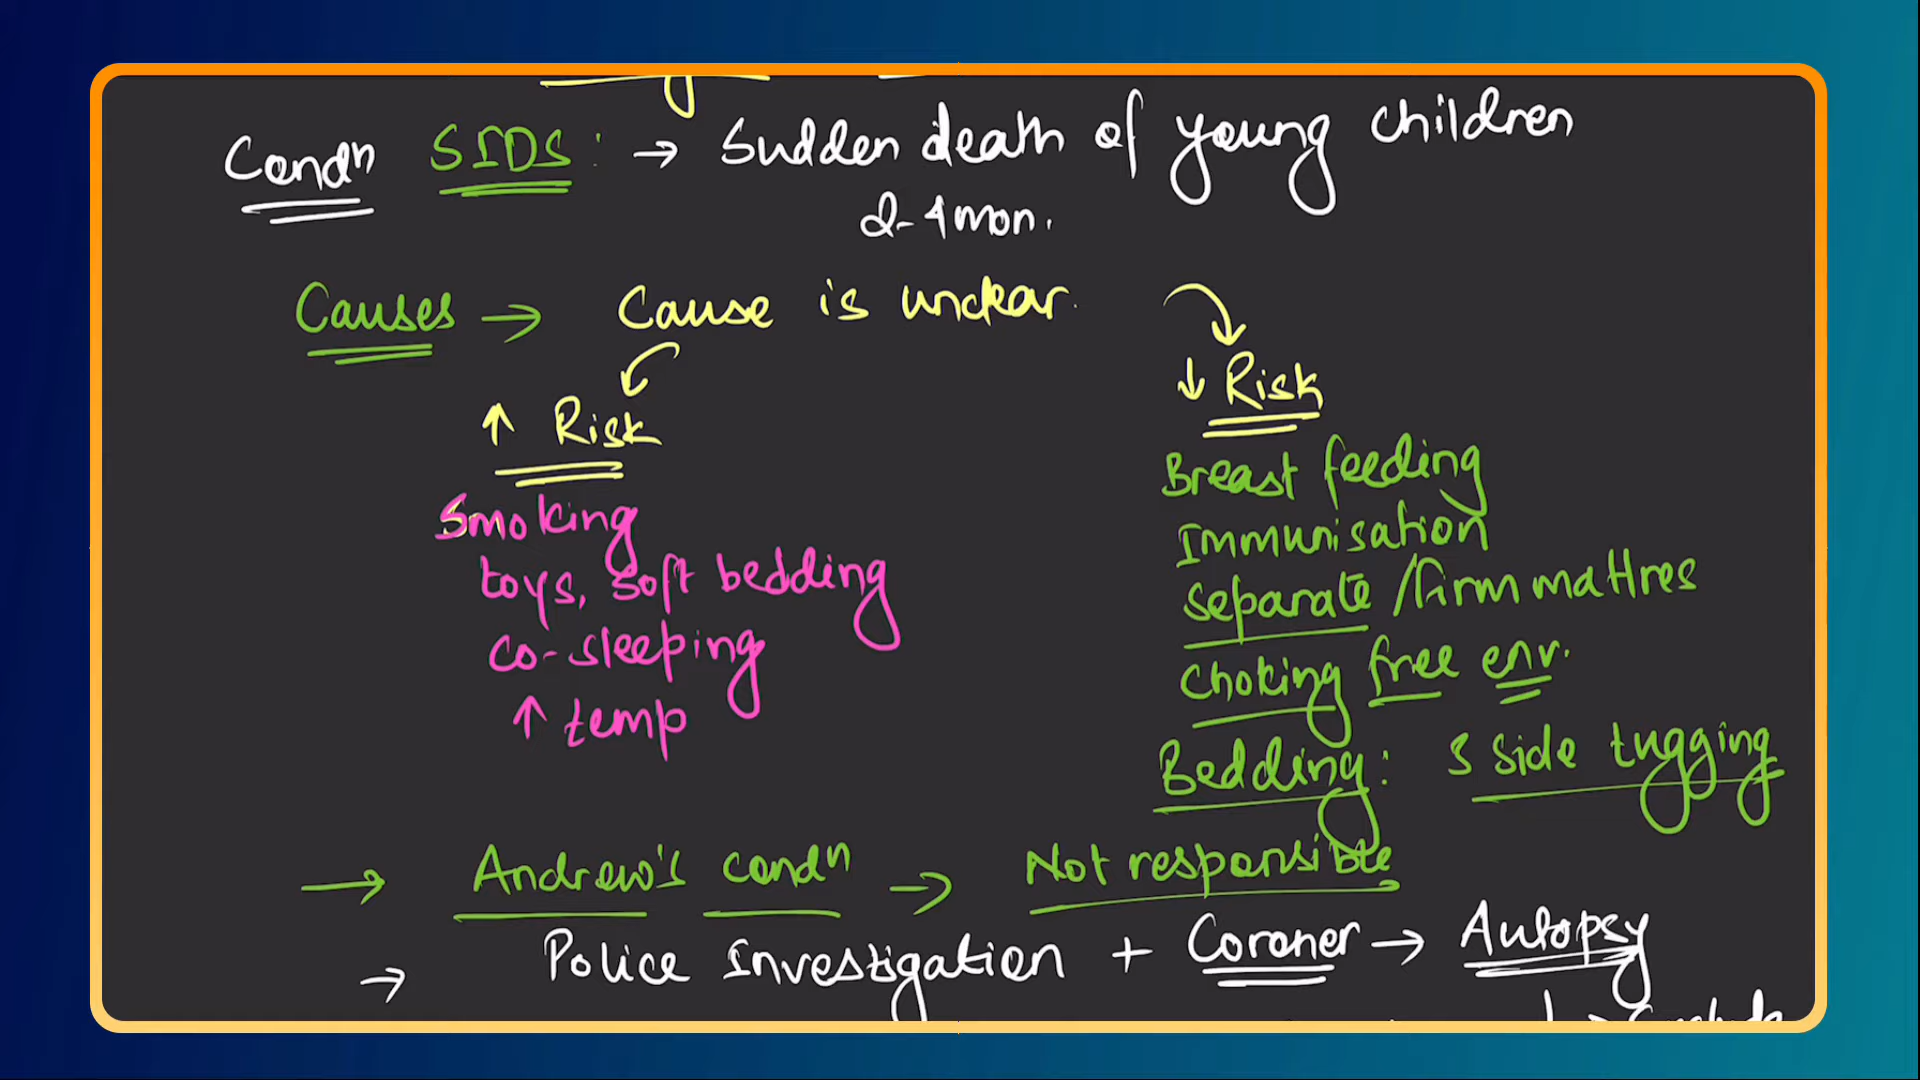 Condn SIDS: → Sudden death of young children
2-4 mon.
Causes → Cause is unclear.
↑ Risk
Smoking
toys, soft bedding
co-sleeping
↑ temp
↓ Risk
Breast feeding
Immunisation
Separate / firm mattres
Choking free env.
Bedding: 3 side tugging
→ Andrew's condn → Not responsible
→ Police Investigation + Coroner → Autopsy